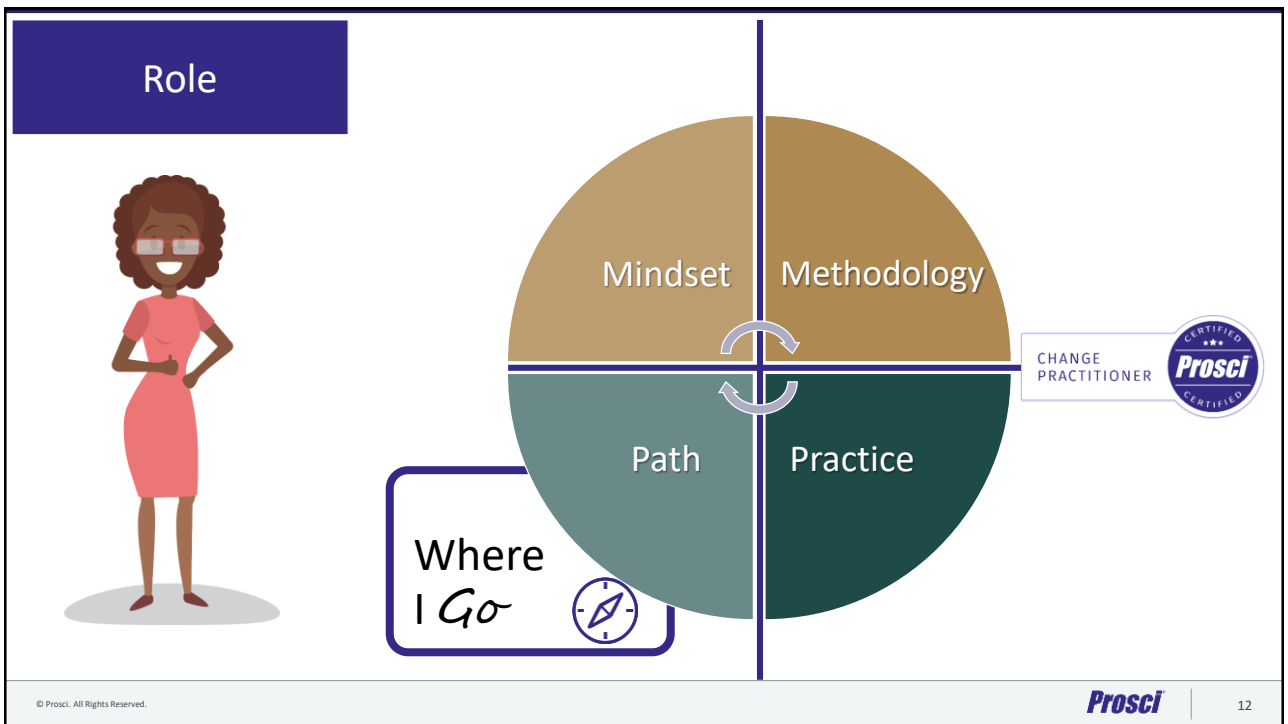 Role
Mindset
Methodology
CHANGE
PRACTITIONER
CERTIFIED
Prosci
CERTIFIED
Path
Practice
Where
I Go
© Prosci. All Rights Reserved.
Prosci
12